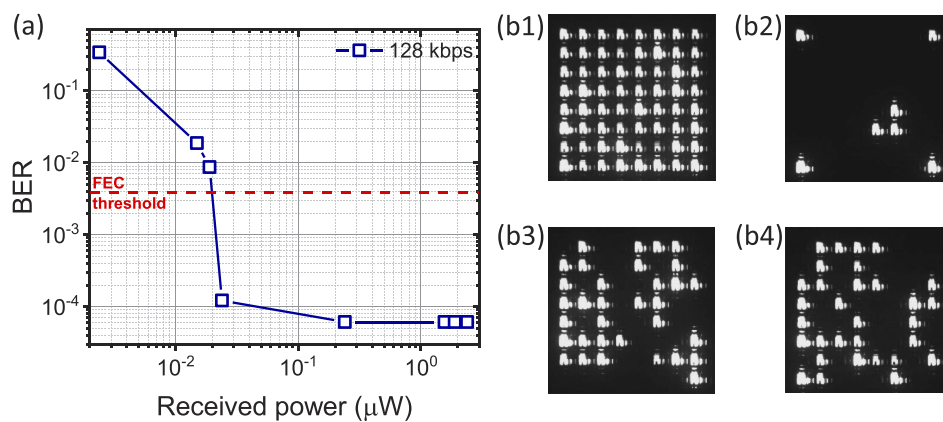 (a)
128 kbps
10⁻¹
10⁻²
10⁻³
10⁻⁴
BER
FEC
threshold
10⁻² 10⁻¹ 10⁰
Received power (μW)
(b1)
(b2)
(b3)
(b4)